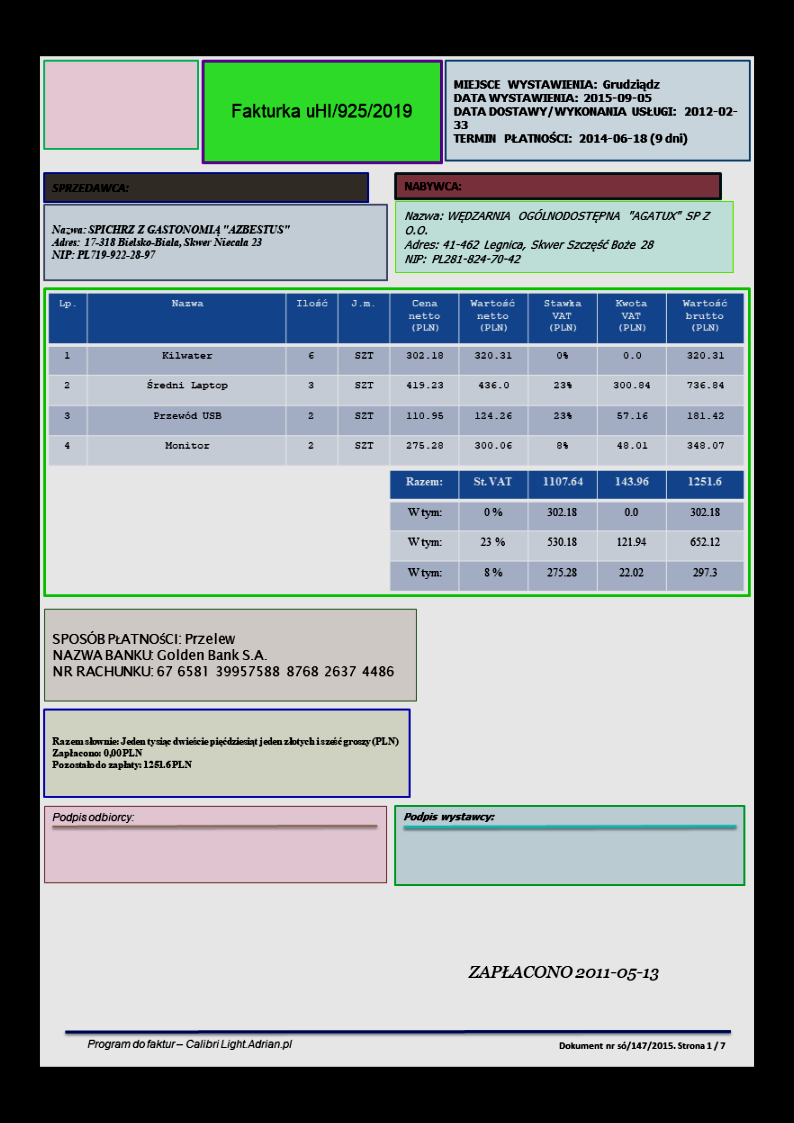 Fakturka uHI/925/2019
MIEJSCE WYSTAWIENIA: Grudziądz
DATA WYSTAWIENIA: 2015-09-05
DATA DOSTAWY/WYKONANIA USŁUGI: 2012-02-
33
TERMIN PŁATNOŚCI: 2014-06-18 (9 dni)
SPRZEDAWCA:
Nazwa: SPICHRZ Z GASTONOMIĄ "AZBESTUS"
Adres: 17-318 Bielsko-Biała, Skwer Niecała 23
NIP: PL719-922-28-97
NABYWCA:
Nazwa: WĘDZARNIA OGÓLNODOSTĘPNA "AGATUX" SP Z
O.O.
Adres: 41-462 Legnica, Skwer Szczęść Boże 28
NIP: PL281-824-70-42
Lp. Nazwa Ilość J.m. Cena netto (PLN) Wartość netto (PLN) Stawka VAT (PLN) Kwota VAT (PLN) Wartość brutto (PLN)
1 Kilwater 6 SZT 302.18 320.31 0% 0.0 320.31
2 Średni Laptop 3 SZT 419.23 436.0 23% 300.84 736.84
3 Przewód USB 2 SZT 110.95 124.26 23% 57.16 181.42
4 Monitor 2 SZT 275.28 300.06 8% 48.01 348.07
Razem: St. VAT 1107.64 143.96 1251.6
W tym: 0 % 302.18 0.0 302.18
W tym: 23 % 530.18 121.94 652.12
W tym: 8 % 275.28 22.02 297.3
SPOSÓB PŁATNOŚCI: Przelew
NAZWA BANKU: Golden Bank S.A.
NR RACHUNKU: 67 6581 39957588 8768 2637 4486
Razem słownie: Jeden tysiąc dwieście pięćdziesiąt jeden złotych i sześć groszy (PLN)
Zapłacono: 0,00 PLN
Pozostało do zapłaty: 1251.6 PLN
Podpis odbiorcy:
Podpis wystawcy:
ZAPŁACONO 2011-05-13
Program do faktur – Calibri Light.Adrian.pl
Dokument nr só/147/2015. Strona 1 / 7